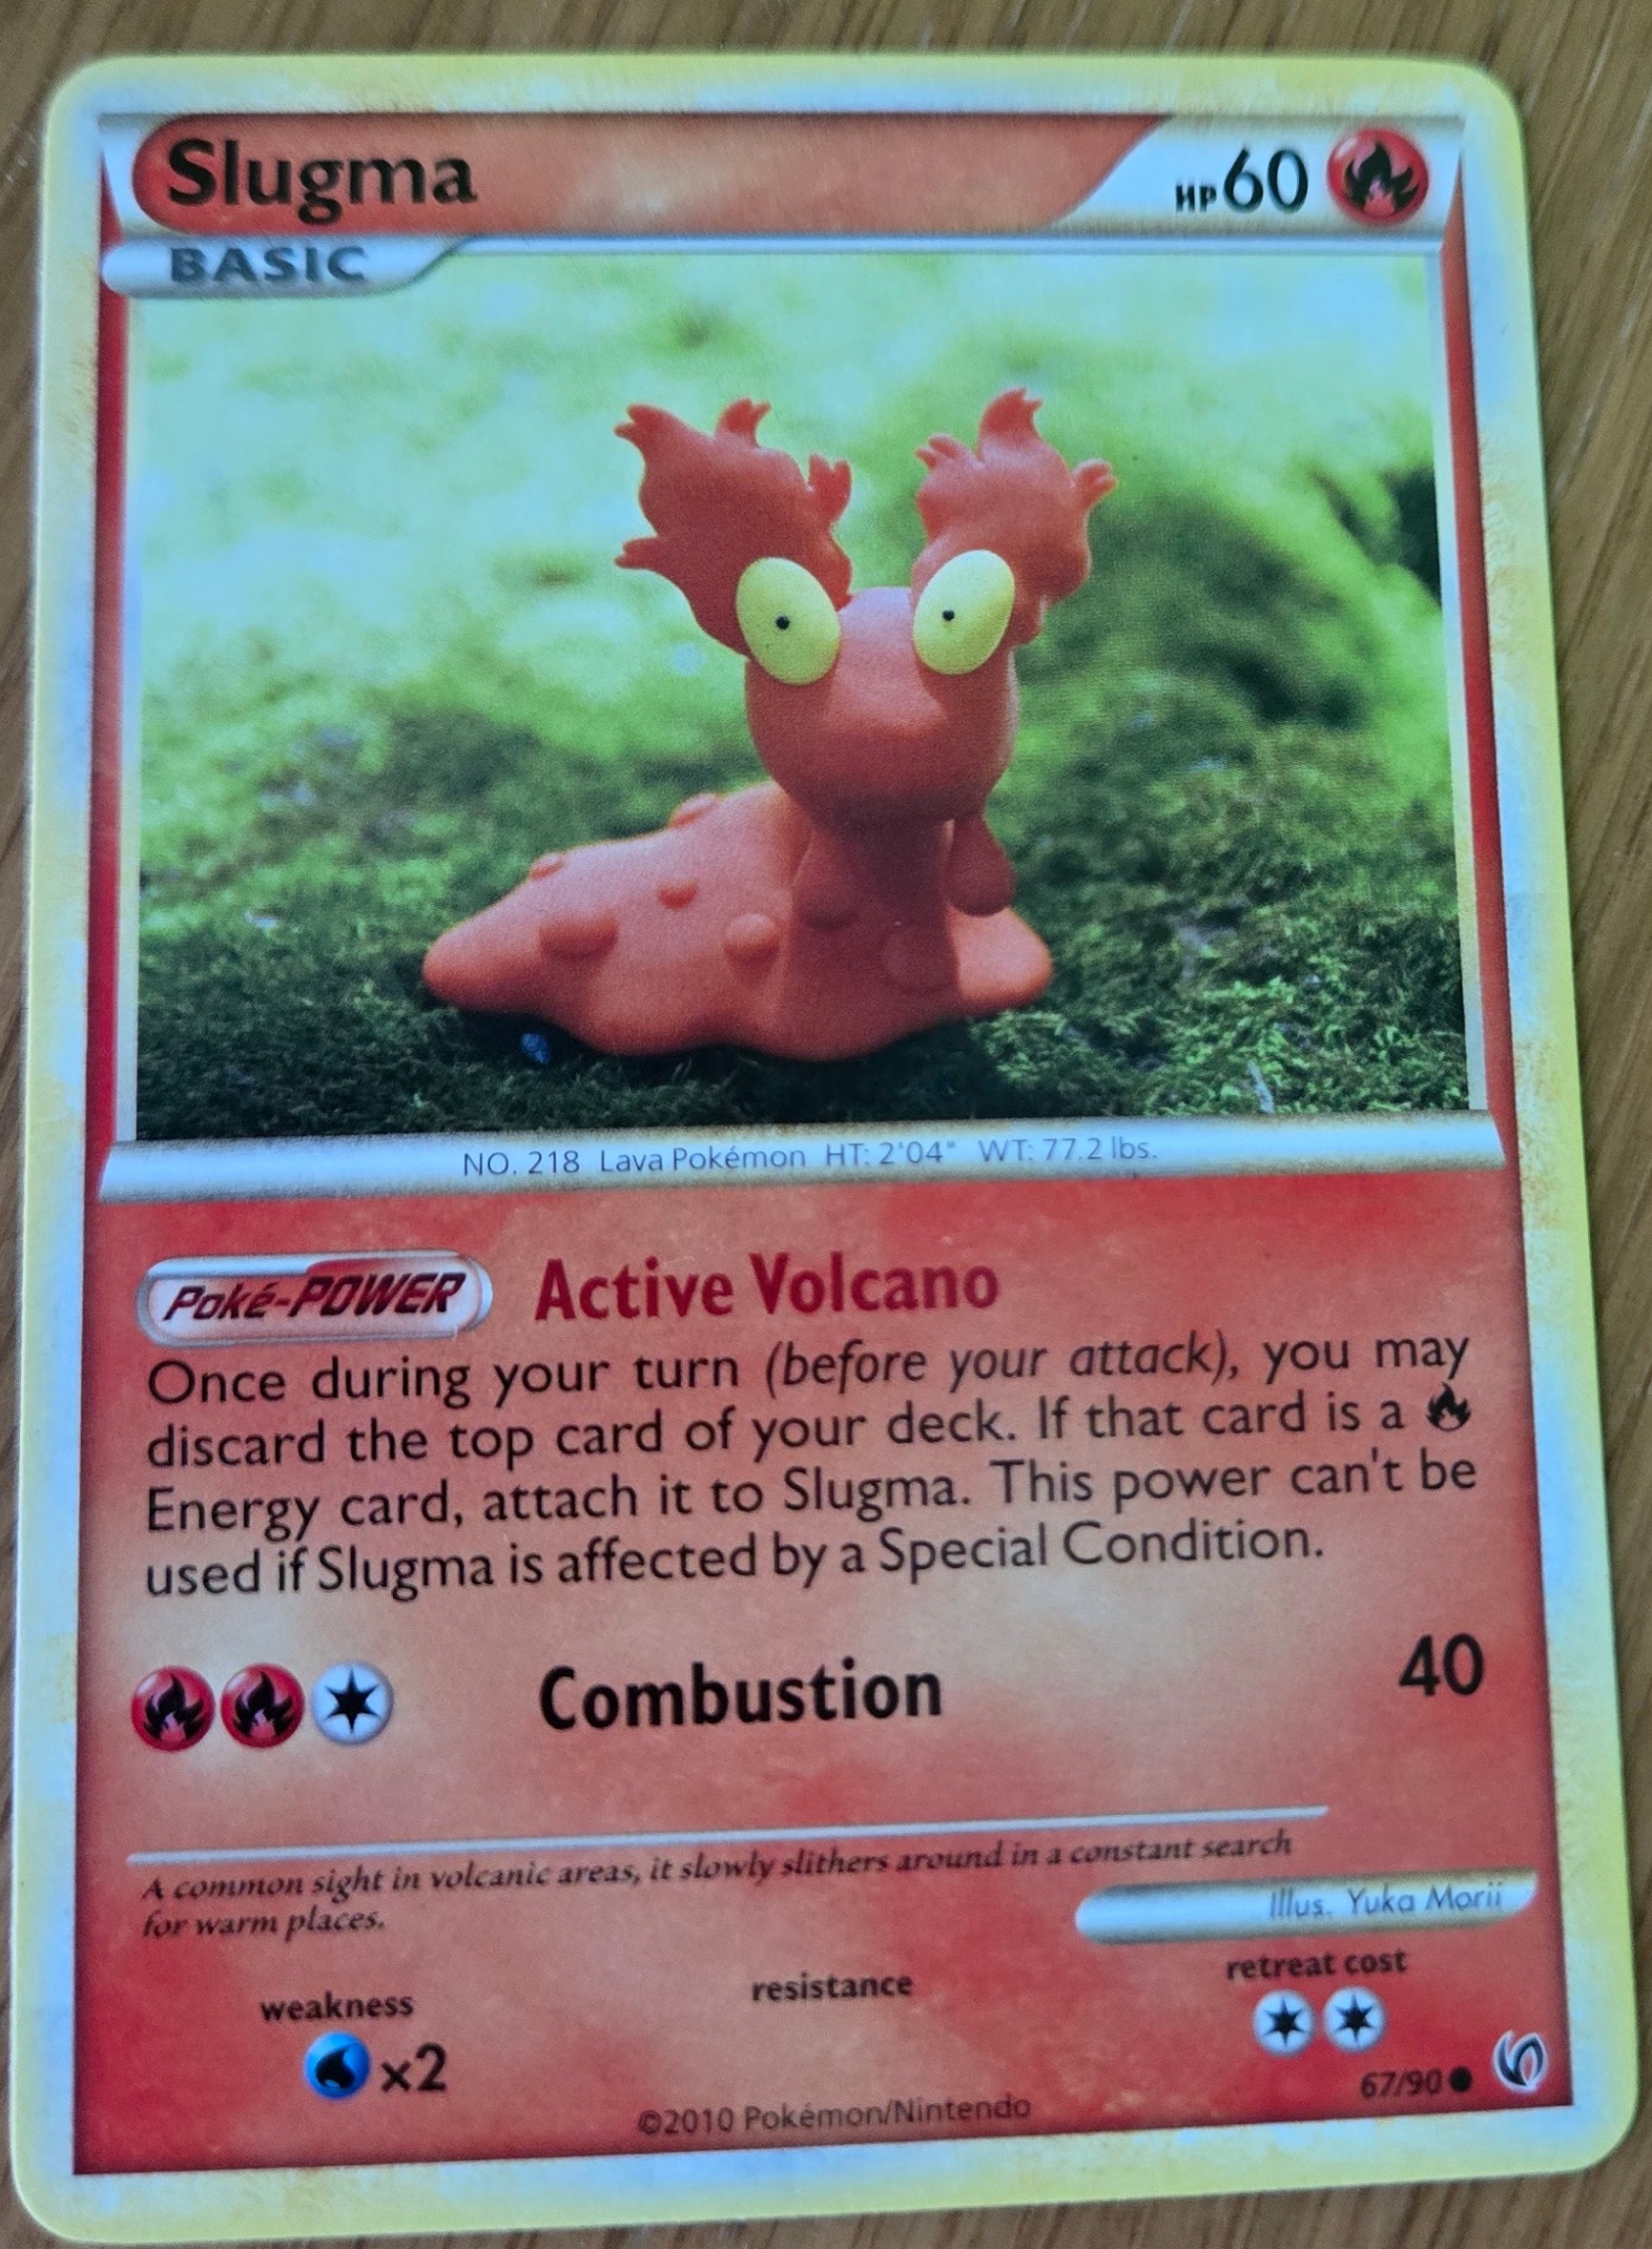 Slugma
HP 60
BASIC
NO. 218 Lava Pokémon HT: 2'04" WT: 77.2 lbs.
Poké-POWER Active Volcano
Once during your turn (before your attack), you may
discard the top card of your deck. If that card is a
Energy card, attach it to Slugma. This power can't be
used if Slugma is affected by a Special Condition.
Combustion 40
A common sight in volcanic areas, it slowly slithers around in a constant search
for warm places.
Illus. Yuka Morii
weakness
x2
resistance
retreat cost
67/90
©2010 Pokémon/Nintendo